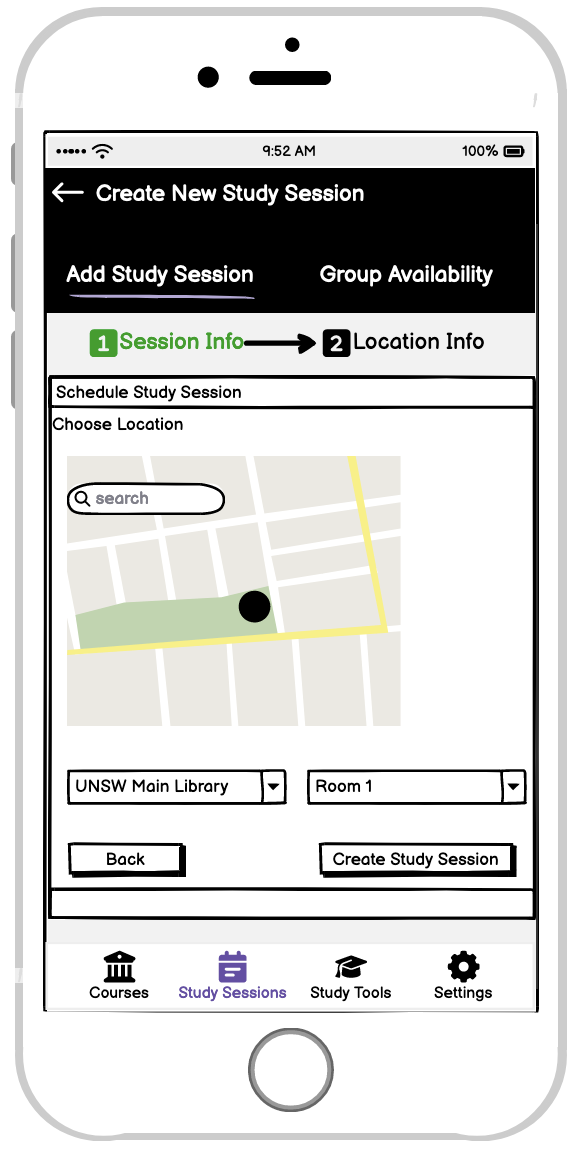 9:52 AM 100%
Create New Study Session
Add Study Session Group Availability
1 Session Info 2 Location Info
Schedule Study Session
Choose Location
search
UNSW Main Library Room 1
Back Create Study Session
Courses Study Sessions Study Tools Settings